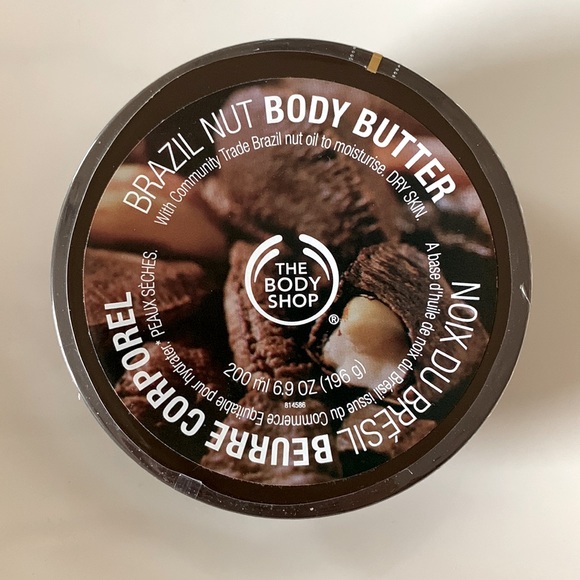 BRAZIL NUT BODY BUTTER
With Community Trade Brazil nut oil to moisturise. DRY SKIN.
THE
BODY
SHOP
®
200 ml 6.9 OZ (196 g)
814586
NOIX DU BRÉSIL BEURRE CORPOREL
A base d'huile de noix du Brésil issue du Commerce Equitable pour hydrater.* PEAUX SÈCHES.